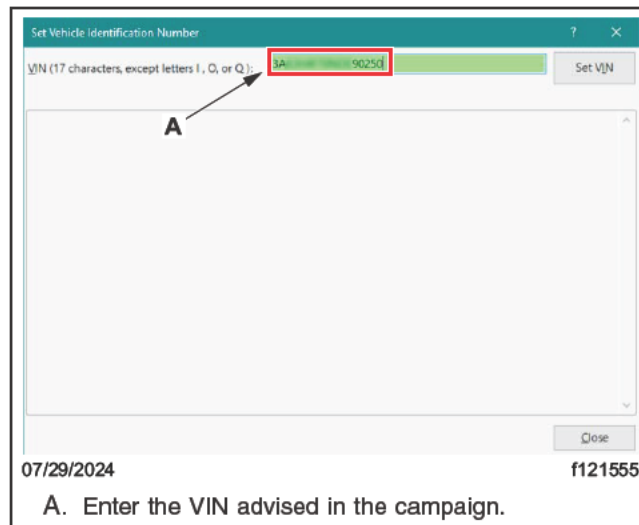 Set Vehicle Identification Number ? ×
VIN (17 characters, except letters I , O, or Q ): 3A 90250 Set VIN
A
Close
07/29/2024 f121555
A. Enter the VIN advised in the campaign.